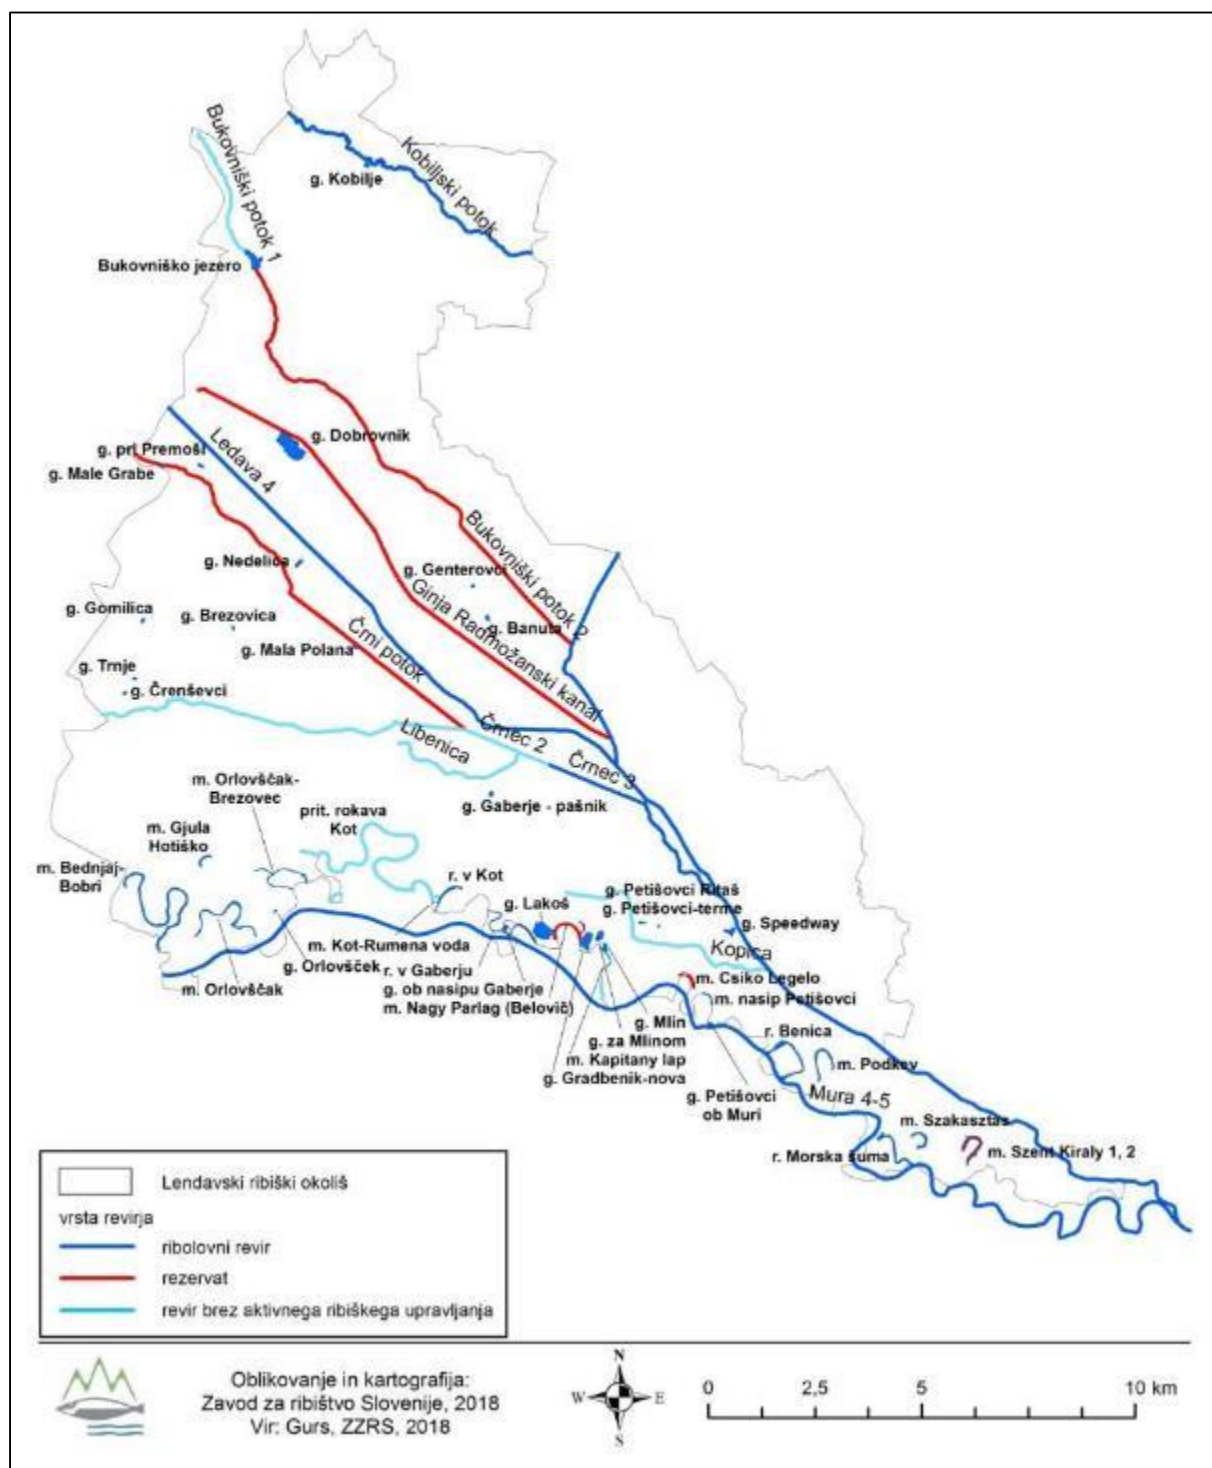 Bukovniški potok 1
Kobiljski potok
g. Kobilje
Bukovniško jezero
g. Dobrovnik
Ledava 4
g. pri Premoši
g. Male Grabe
Bukovniški potok 2
g. Nedelica
g. Genterovci
Ginja Radmožanski kanal
g. Banuta
g. Gomilica
g. Brezovica
g. Mala Polana
Črni potok
g. Trnje
g. Črenševci
Libenica
Črnec 2
Črnec 3
m. Orlovščak-
Brezovec
prit. rokava
Kot
g. Gaberje - pašnik
m. Gjula
Hotiško
m. Bednjaj-
Bobri
r. v Kot
g. Lakoš
g. Petišovci Ritaš
g. Petišovci-terme
g. Speedway
Kopica
m. Kot-Rumena voda
g. Orlovšček
m. Orlovščak
r. v Gaberju
g. ob nasipu Gaberje
m. Nagy Parlag (Belovič)
m. Csiko Legelo
m. nasip Petišovci
g. Mlin
g. za Mlinom
m. Kapitany lap
g. Gradbenik-nova
r. Benica
m. Podkev
g. Petišovci
ob Muri
Mura 4-5
m. Szakasztas
r. Morska šuma
m. Szent Kiraly 1, 2
Lendavski ribiški okoliš
vrsta revirja
ribolovni revir
rezervat
revir brez aktivnega ribiškega upravljanja
Oblikovanje in kartografija:
Zavod za ribištvo Slovenije, 2018
Vir: Gurs, ZZRS, 2018
N
W E
S
0 2,5 5 10 km